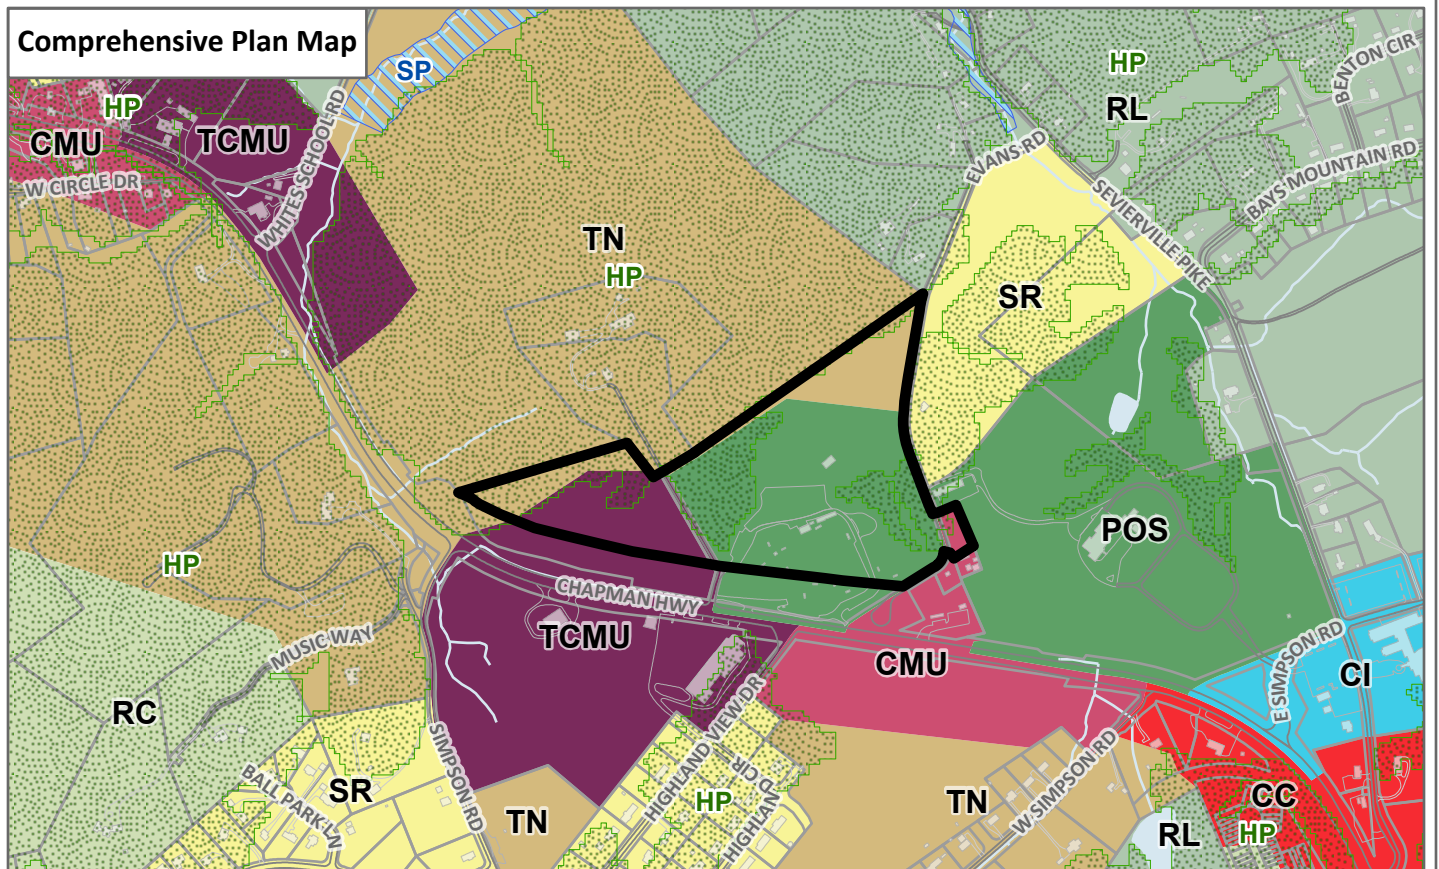 Comprehensive Plan Map
SP
HP
RL
BENTON CIR
HP
CMU
TCMU
WHITES SCHOOL RD
W CIRCLE DR
EVANS RD
SEVIERVILLE PIKE
BAYS MOUNTAIN RD
TN
HP
SR
POS
HP
CHAPMAN HWY
TCMU
MUSIC WAY
CMU
E SIMPSON RD
CI
RC
SIMPSON RD
HIGHLAND VIEW DR
W SIMPSON RD
BALL PARK LN
SR
TN
HP
HIGHLAND CIR
TN
CC
HP
RL